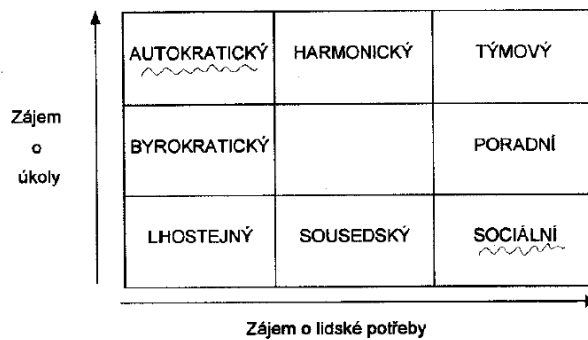 AUTOKRATICKÝ HARMONICKÝ TÝMOVÝ
Zájem
o
úkoly
BYROKRATICKÝ PORADNÍ
LHOSTEJNÝ SOUSEDSKÝ SOCIÁLNÍ
Zájem o lidské potřeby